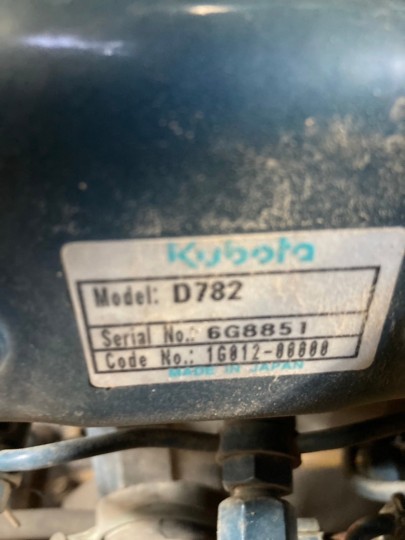 Kubota
Model: D782
Serial No.: 6G8851
Code No.: 1G012-00000
MADE IN JAPAN